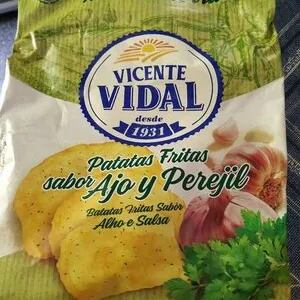 VICENTE
VIDAL
desde
1931
Patatas Fritas
sabor Ajo y Perejil
Batatas Fritas Sabor
Alho e Salsa